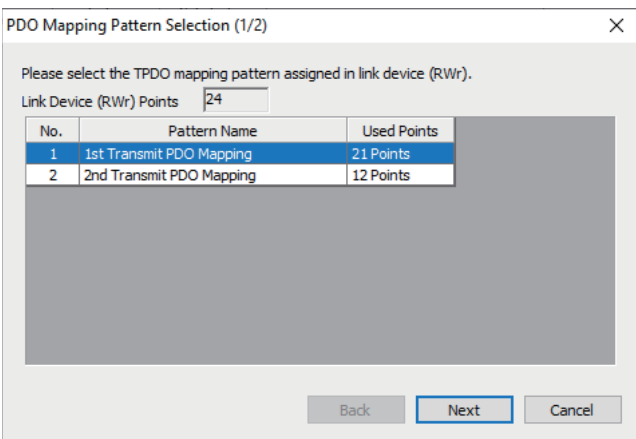 PDO Mapping Pattern Selection (1/2)
Please select the TPDO mapping pattern assigned in link device (RWr).
Link Device (RWr) Points 24
No. Pattern Name Used Points
1 1st Transmit PDO Mapping 21 Points
2 2nd Transmit PDO Mapping 12 Points
Back Next Cancel